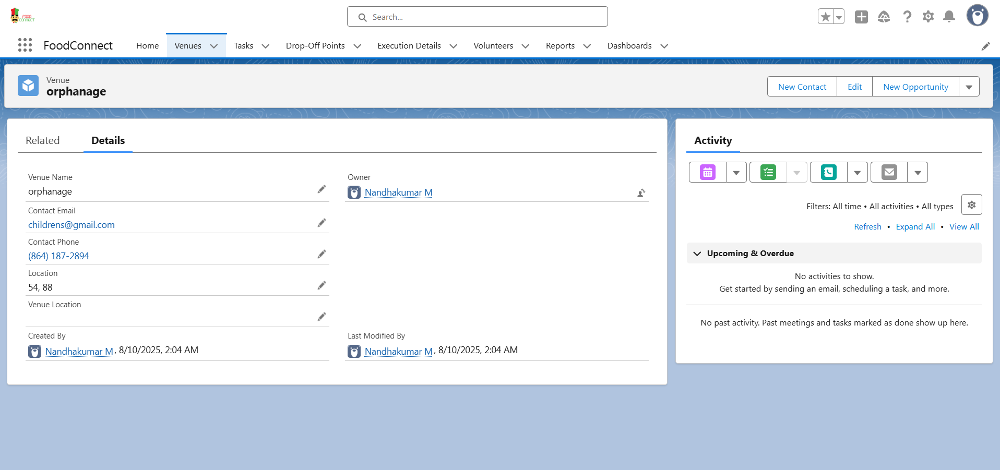 FOOD
CONNECT
Search...
FoodConnect
Home
Venues
Tasks
Drop-Off Points
Execution Details
Volunteers
Reports
Dashboards
Venue
orphanage
New Contact
Edit
New Opportunity
Related
Details
Venue Name
orphanage
Owner
Nandhakumar M
Contact Email
childrens@gmail.com
Contact Phone
(864) 187-2894
Location
54, 88
Venue Location
Created By
Nandhakumar M, 8/10/2025, 2:04 AM
Last Modified By
Nandhakumar M, 8/10/2025, 2:04 AM
Activity
Filters: All time • All activities • All types
Refresh • Expand All • View All
Upcoming & Overdue
No activities to show.
Get started by sending an email, scheduling a task, and more.
No past activity. Past meetings and tasks marked as done show up here.